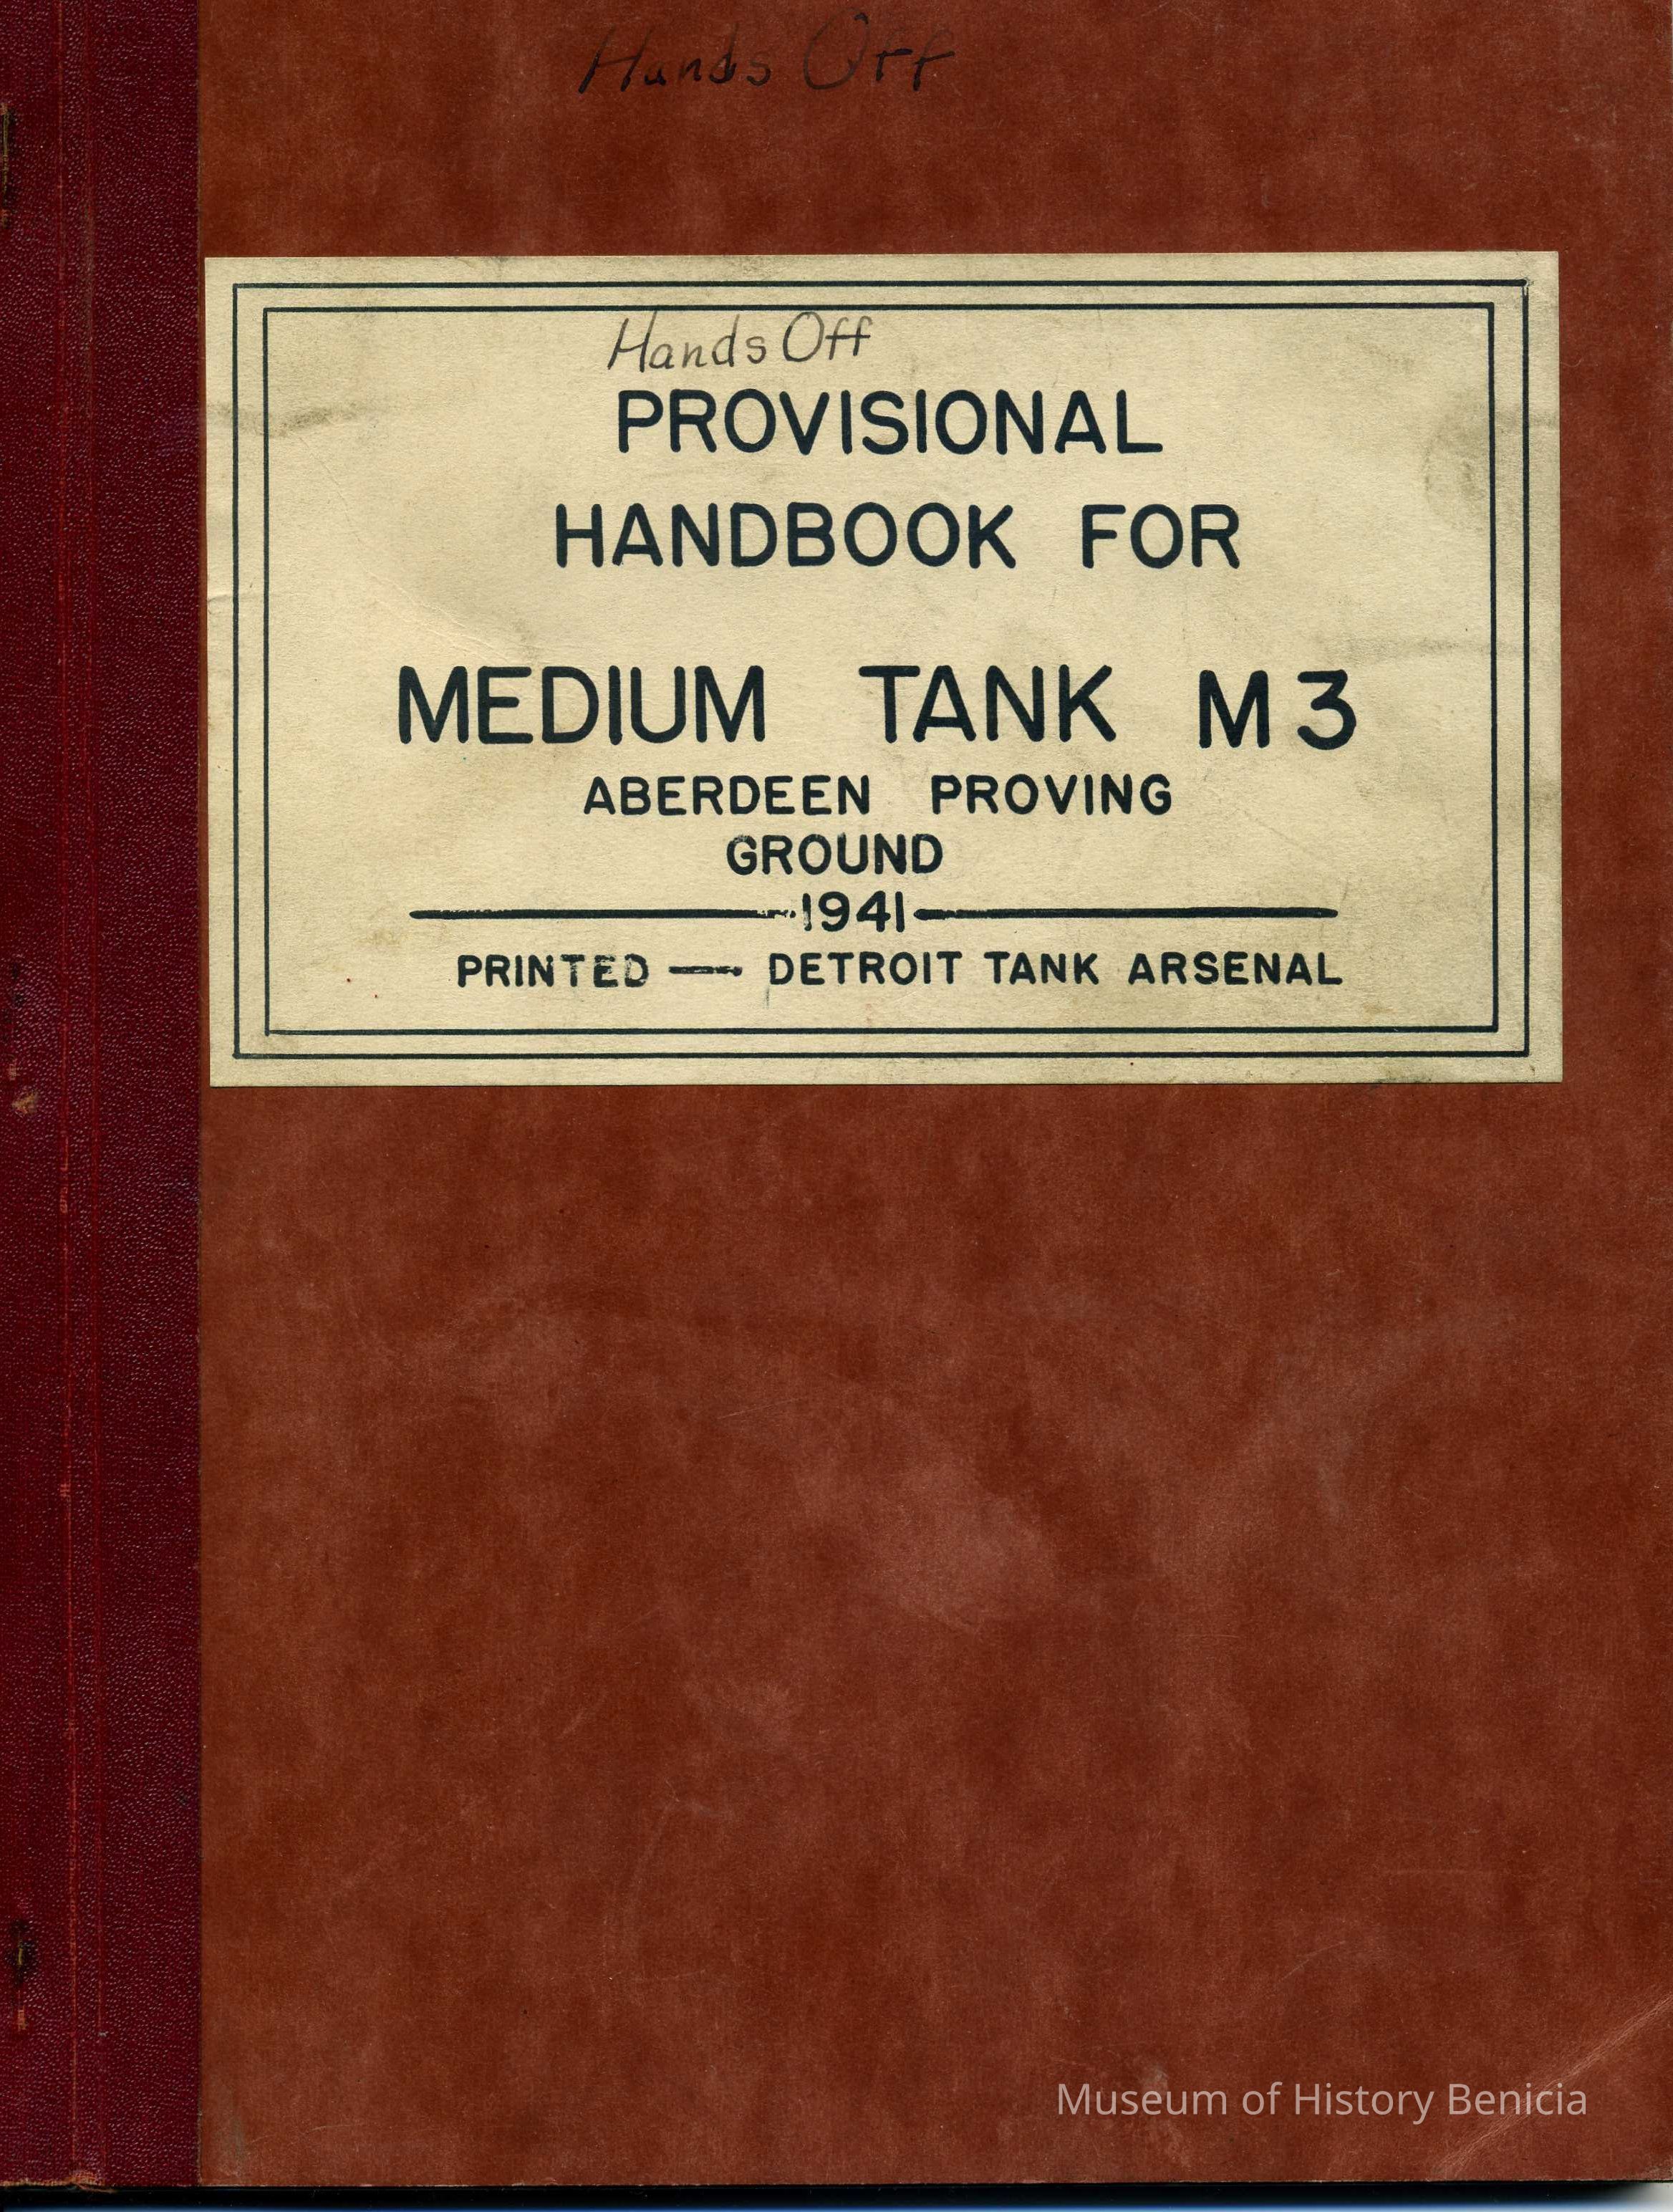 Hands Off
Hands Off
PROVISIONAL
HANDBOOK FOR
MEDIUM TANK M3
ABERDEEN PROVING
GROUND
1941
PRINTED — DETROIT TANK ARSENAL
Museum of History Benicia